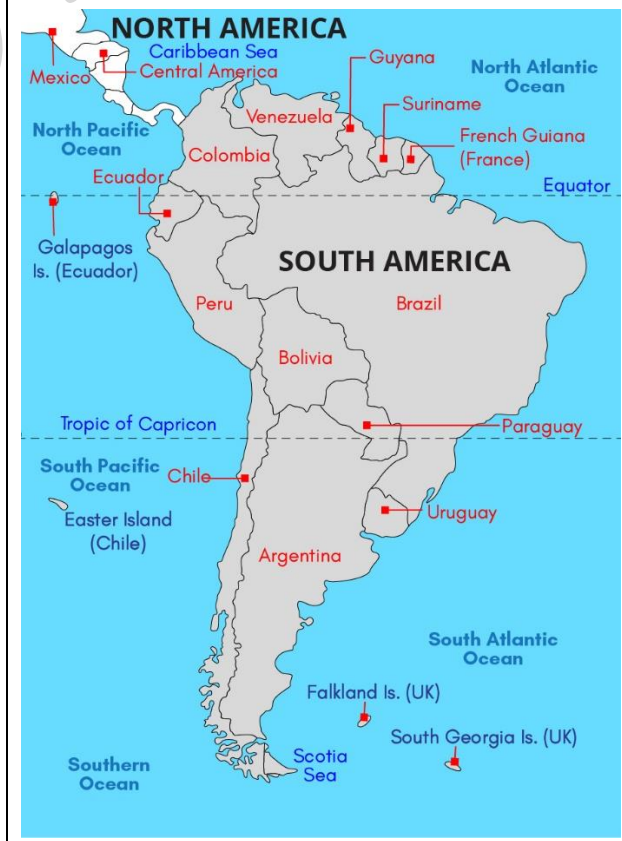 NORTH AMERICA
Caribbean Sea
Mexico
Central America
Guyana
North Atlantic
Ocean
Venezuela
Suriname
North Pacific
Ocean
Colombia
French Guiana
(France)
Ecuador
Equator
Galapagos
Is. (Ecuador)
SOUTH AMERICA
Peru
Brazil
Bolivia
Tropic of Capricon
Paraguay
South Pacific
Ocean
Chile
Easter Island
(Chile)
Uruguay
Argentina
South Atlantic
Ocean
Falkland Is. (UK)
South Georgia Is. (UK)
Scotia
Sea
Southern
Ocean